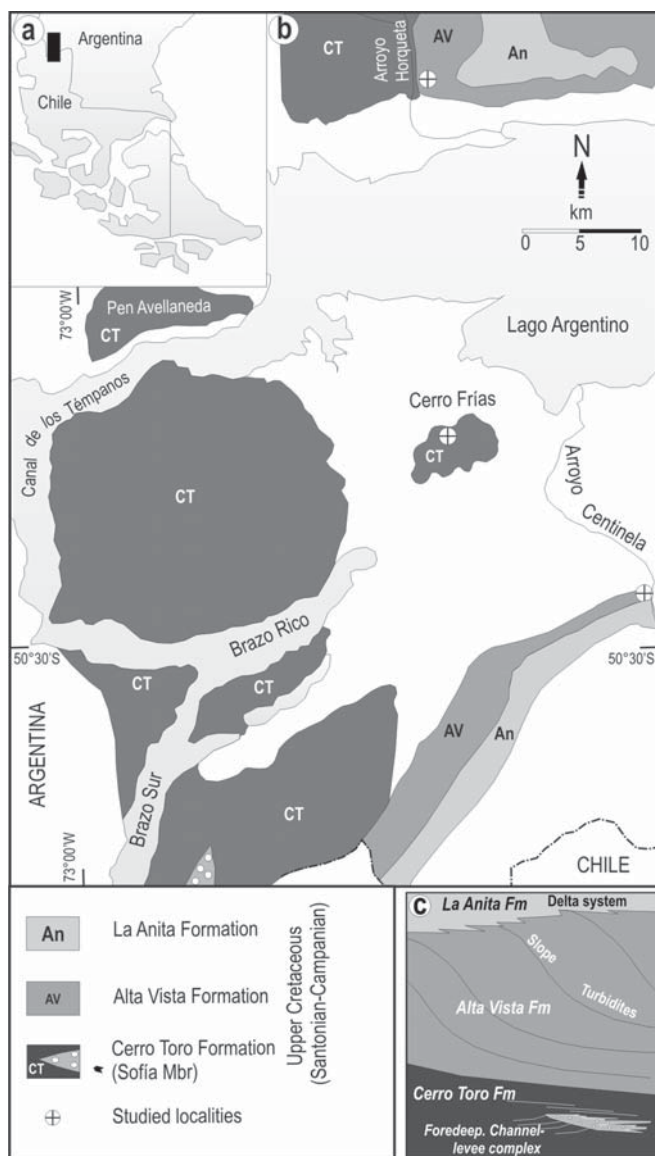 a
Argentina
Chile
b
CT
Arroyo
Horqueta
AV
An
N
km
0 5 10
73°00'W
Pen Avellaneda
CT
Lago Argentino
Canal de los Témpanos
Cerro Frías
CT
CT
Arroyo
Centinela
Brazo Rico
50°30'S
50°30'S
CT
CT
ARGENTINA
AV
An
Brazo Sur
CT
73°00'W
CHILE
An
La Anita Formation
AV
Alta Vista Formation
CT
Cerro Toro Formation
(Sofía Mbr)
Upper Cretaceous
(Santonian-Campanian)
Studied localities
c
La Anita Fm
Delta system
Slope
Turbidites
Alta Vista Fm
Cerro Toro Fm
Foredeep. Channel-
levee complex